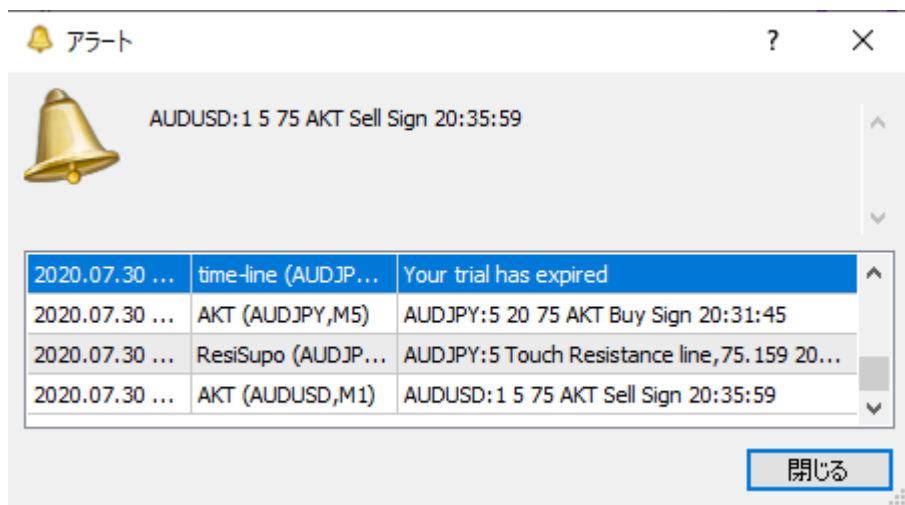 アラート
?
AUDUSD:1 5 75 AKT Sell Sign 20:35:59
2020.07.30 ... time-line (AUDJP... Your trial has expired
2020.07.30 ... AKT (AUDJPY,M5) AUDJPY:5 20 75 AKT Buy Sign 20:31:45
2020.07.30 ... ResiSupo (AUDJP... AUDJPY:5 Touch Resistance line,75.159 20...
2020.07.30 ... AKT (AUDUSD,M1) AUDUSD:1 5 75 AKT Sell Sign 20:35:59
閉じる